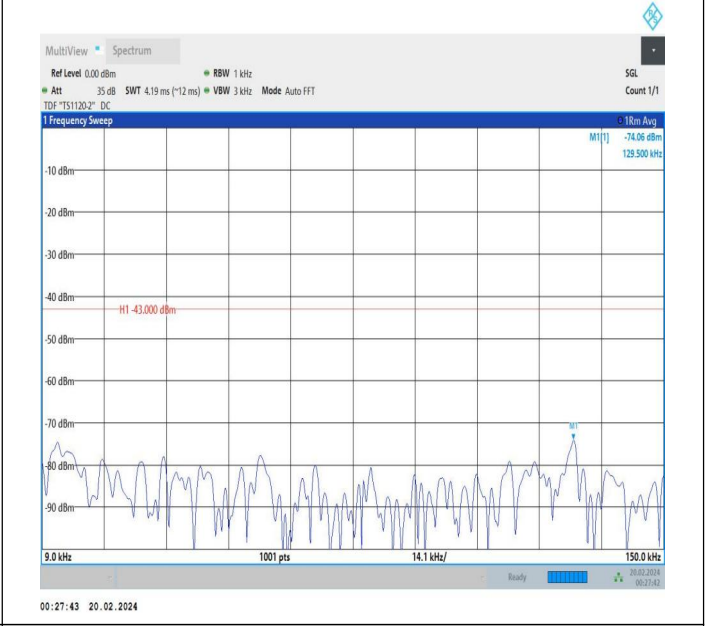 R S
MultiView Spectrum
Ref Level 0.00 dBm RBW 1 kHz SGL
Att 35 dB SWT 4.19 ms (~12 ms) VBW 3 kHz Mode Auto FFT Count 1/1
TDF "TS1120-2" DC
1 Frequency Sweep 1Rm Avg
M1[1] -74.06 dBm
129.500 kHz
-10 dBm
-20 dBm
-30 dBm
-40 dBm
H1 -43.000 dBm
-50 dBm
-60 dBm
-70 dBm
M1
-80 dBm
-90 dBm
9.0 kHz 1001 pts 14.1 kHz/ 150.0 kHz
Ready 20.02.2024
00:27:42
00:27:43 20.02.2024